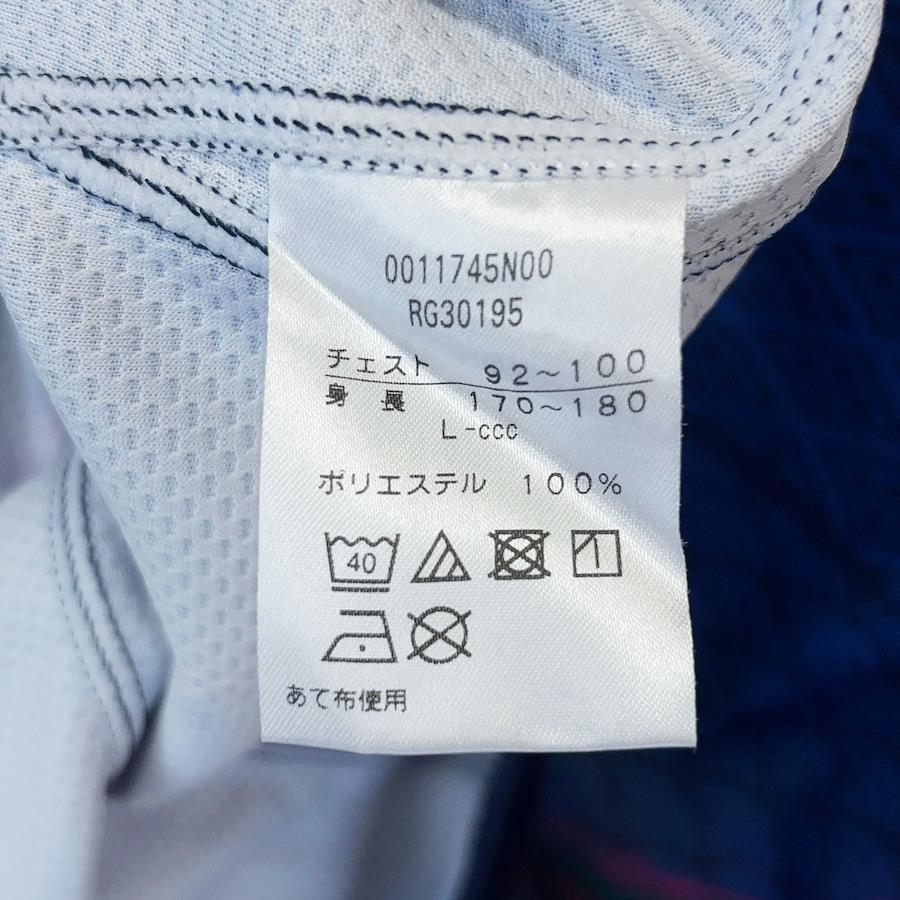 0011745N00
RG30195
チェスト 92～100
身長 170～180
L-ccc
ポリエステル 100%
40
あて布使用